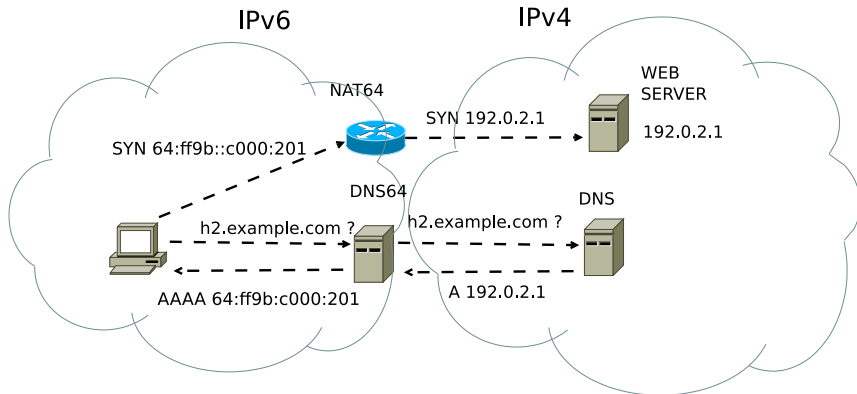 IPv6
IPv4
NAT64
WEB
SERVER
SYN 192.0.2.1
192.0.2.1
SYN 64:ff9b::c000:201
DNS64
DNS
h2.example.com ?
h2.example.com ?
AAAA 64:ff9b:c000:201
A 192.0.2.1